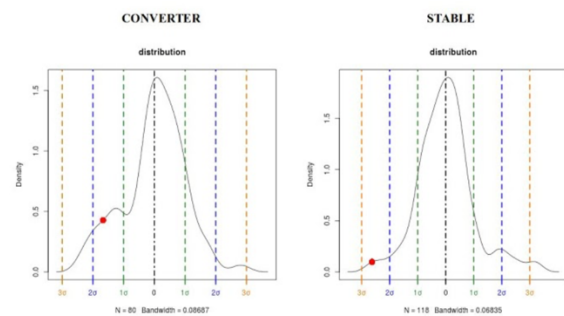 CONVERTER
distribution
Density
0.0 0.5 1.0 1.5
3σ 2σ 1σ 0 1σ 2σ 3σ
N = 80 Bandwidth = 0.08687
STABLE
distribution
Density
0.0 0.5 1.0 1.5
3σ 2σ 1σ 0 1σ 2σ 3σ
N = 118 Bandwidth = 0.06835